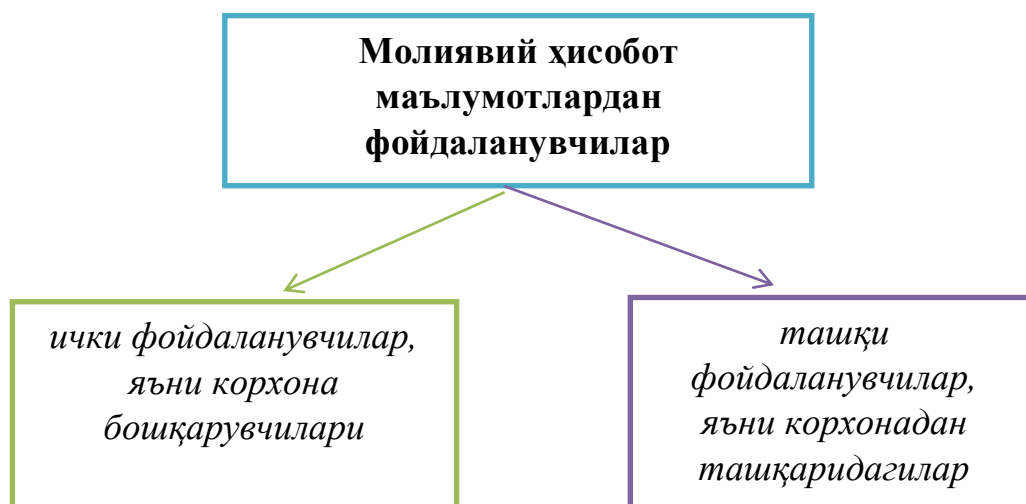 Молиявий ҳисобот
маълумотлардан
фойдаланувчилар
ички фойдаланувчилар,
яъни корхона
бошқарувчилари
ташқи
фойдаланувчилар,
яъни корхонадан
ташқаридагилар